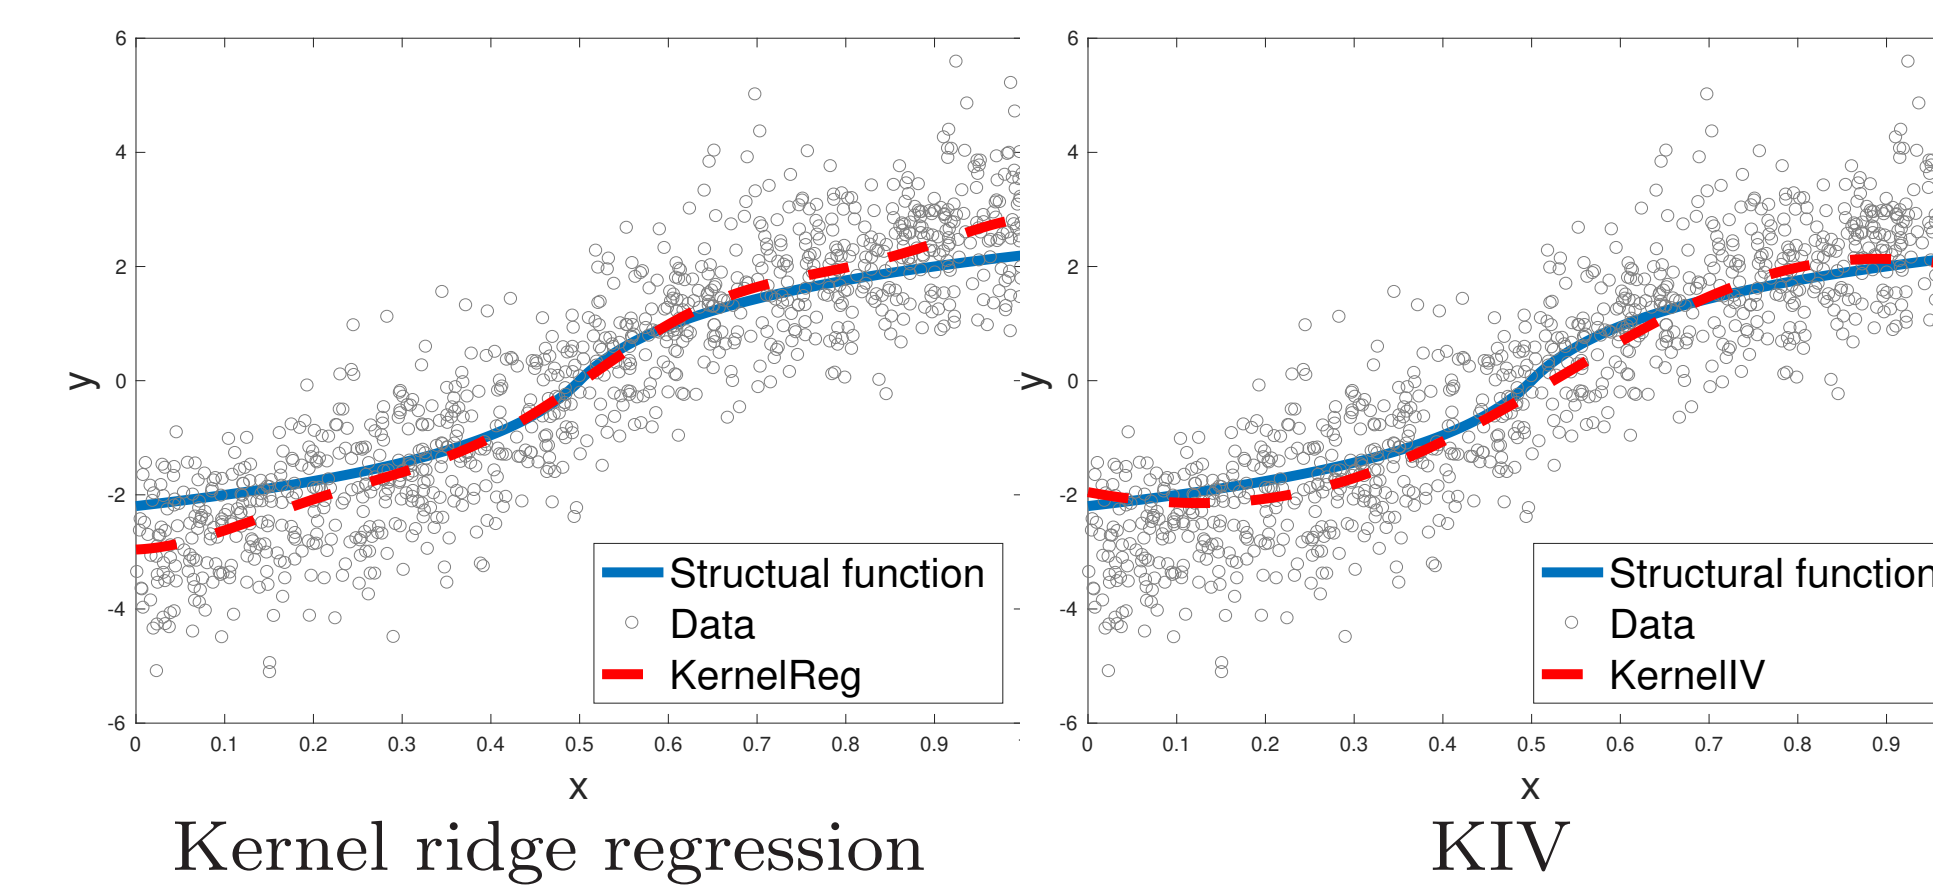 6
4
2
0
-2
-4
-6
y
0 0.1 0.2 0.3 0.4 0.5 0.6 0.7 0.8 0.9
x
Structual function
Data
KernelReg
Kernel ridge regression
6
4
2
0
-2
-4
-6
y
0 0.1 0.2 0.3 0.4 0.5 0.6 0.7 0.8 0.9
x
Structural function
Data
KernelIV
KIV